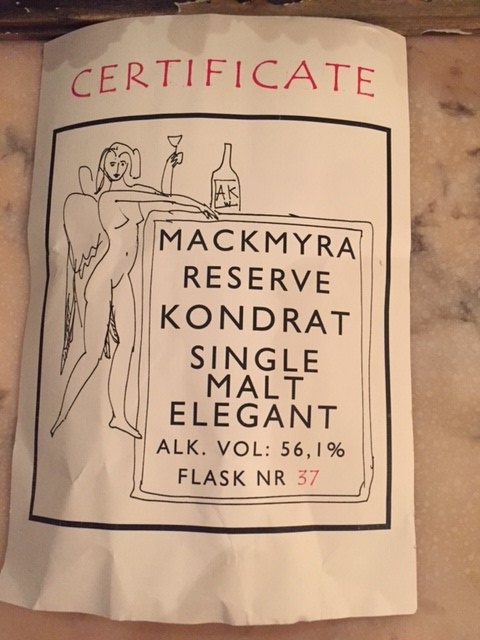 CERTIFICATE
AK
MACKMYRA
RESERVE
KONDRAT
SINGLE
MALT
ELEGANT
ALK. VOL: 56,1%
FLASK NR 37